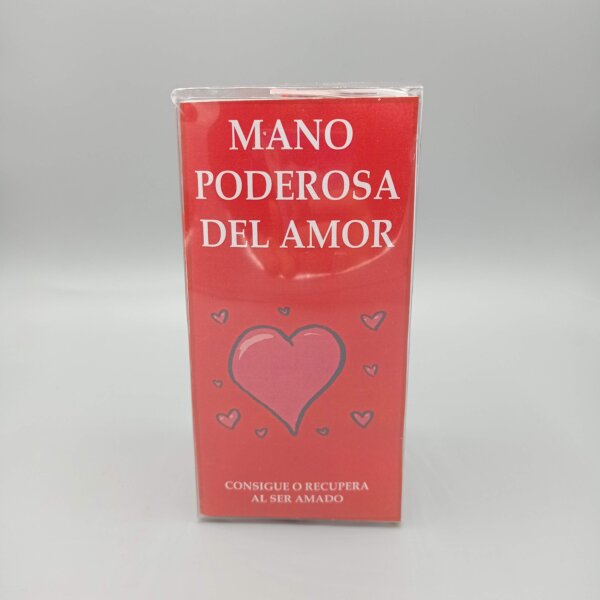 MANO
PODEROSA
DEL AMOR
CONSIGUE O RECUPERA
AL SER AMADO